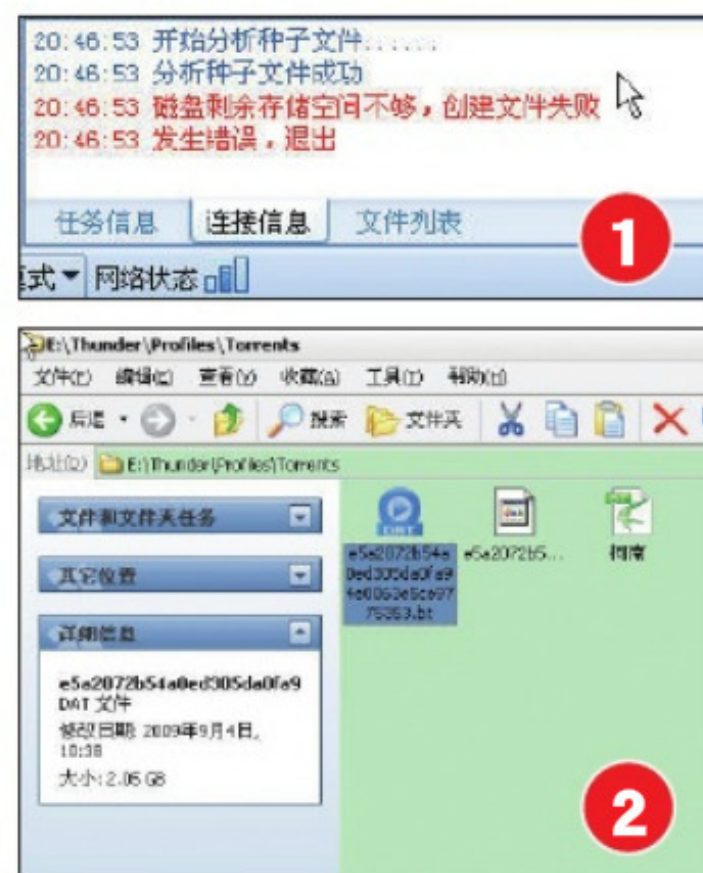 20:46:53 开始分析种子文件......
20:46:53 分析种子文件成功
20:46:53 磁盘剩余存储空间不够，创建文件失败
20:46:53 发生错误，退出
任务信息 连接信息 文件列表
式 网络状态
1
E:\Thunder\Profiles\Torrents
文件(F) 编辑(E) 查看(V) 收藏(A) 工具(T) 帮助(H)
后退 搜索 文件夹
地址(D) E:\Thunder\Profiles\Torrents
文件和文件夹任务
其它位置
详细信息
e5a2072b54a0ed305da0fa9
DAT 文件
修改日期: 2009年9月4日,
10:38
大小: 2.05 GB
DAT
e5a2072b54a
0ed305da0fa9
75353.bt
e5a2072b5...
柯南
2